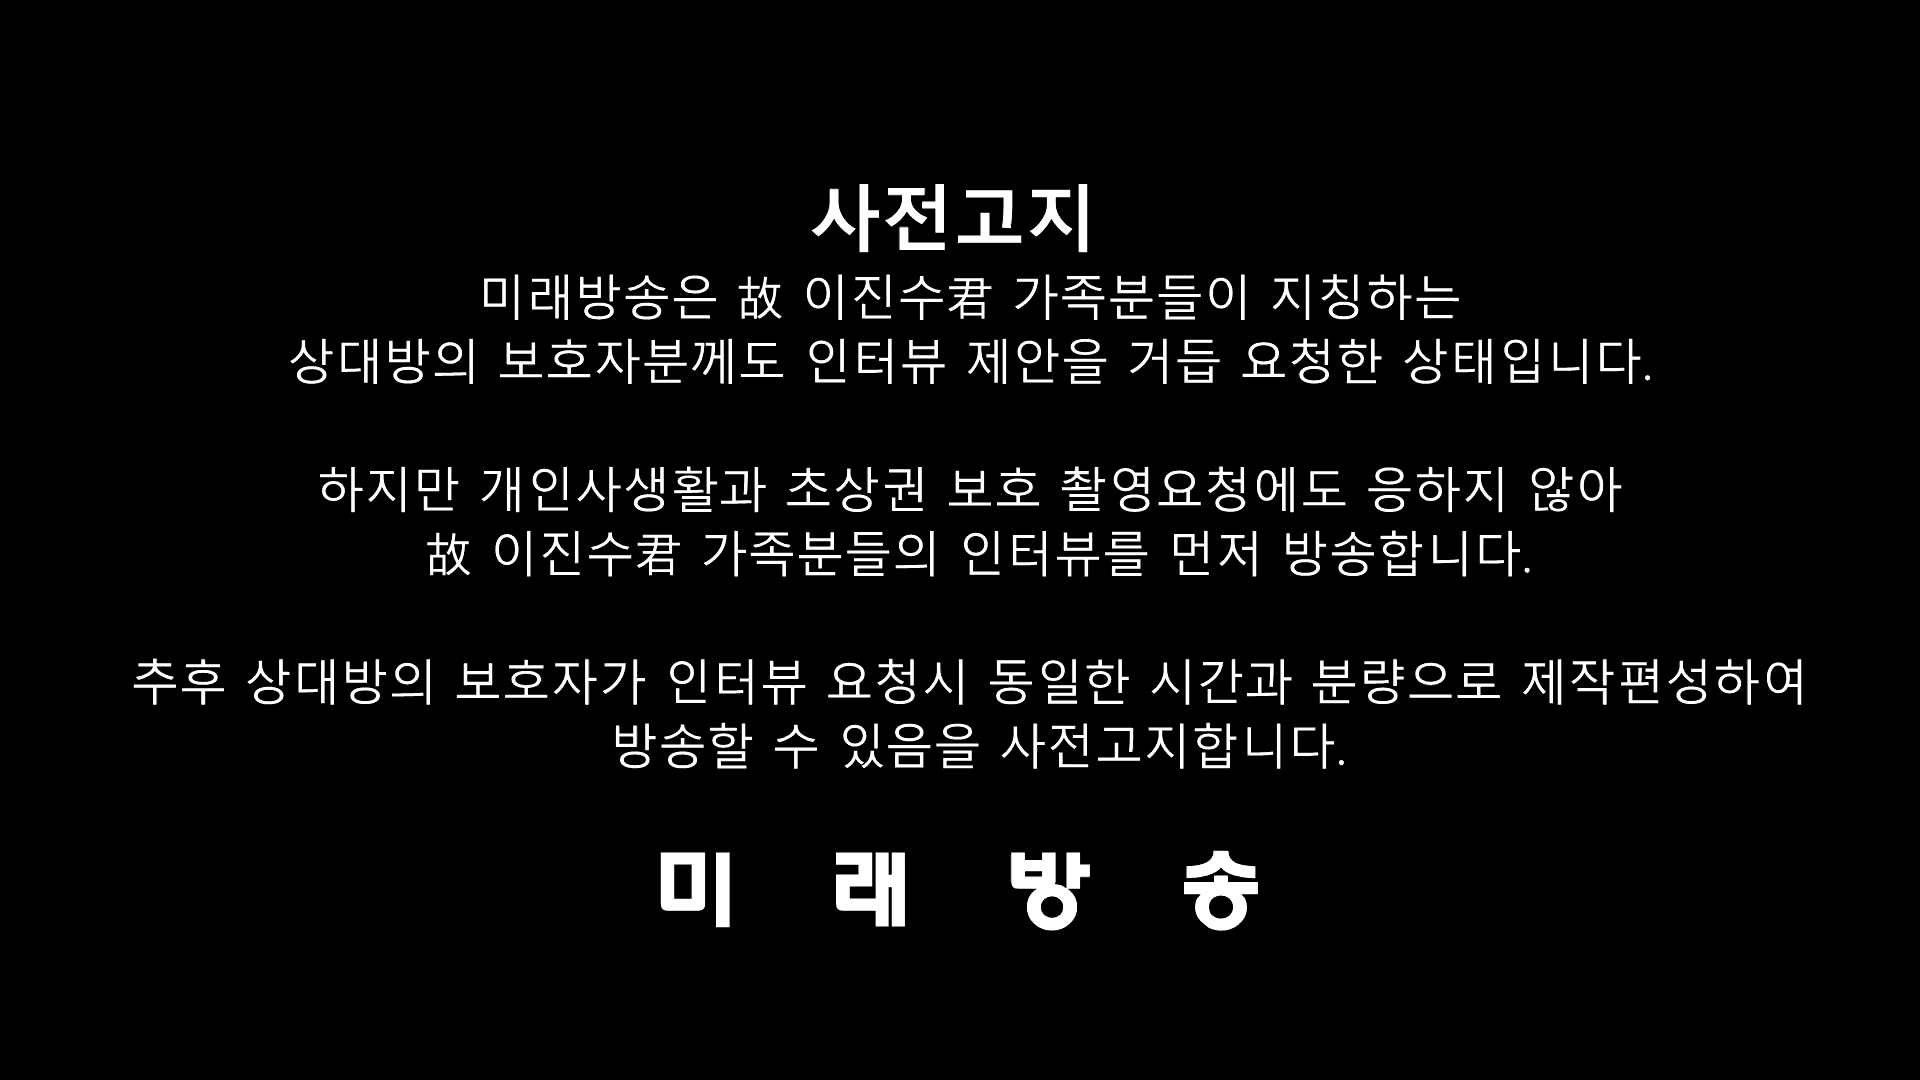 사전고지
미래방송은 故 이진수君 가족분들이 지칭하는
상대방의 보호자분께도 인터뷰 제안을 거듭 요청한 상태입니다.
하지만 개인사생활과 초상권 보호 촬영요청에도 응하지 않아
故 이진수君 가족분들의 인터뷰를 먼저 방송합니다.
추후 상대방의 보호자가 인터뷰 요청시 동일한 시간과 분량으로 제작편성하여
방송할 수 있음을 사전고지합니다.
미 래 방 송